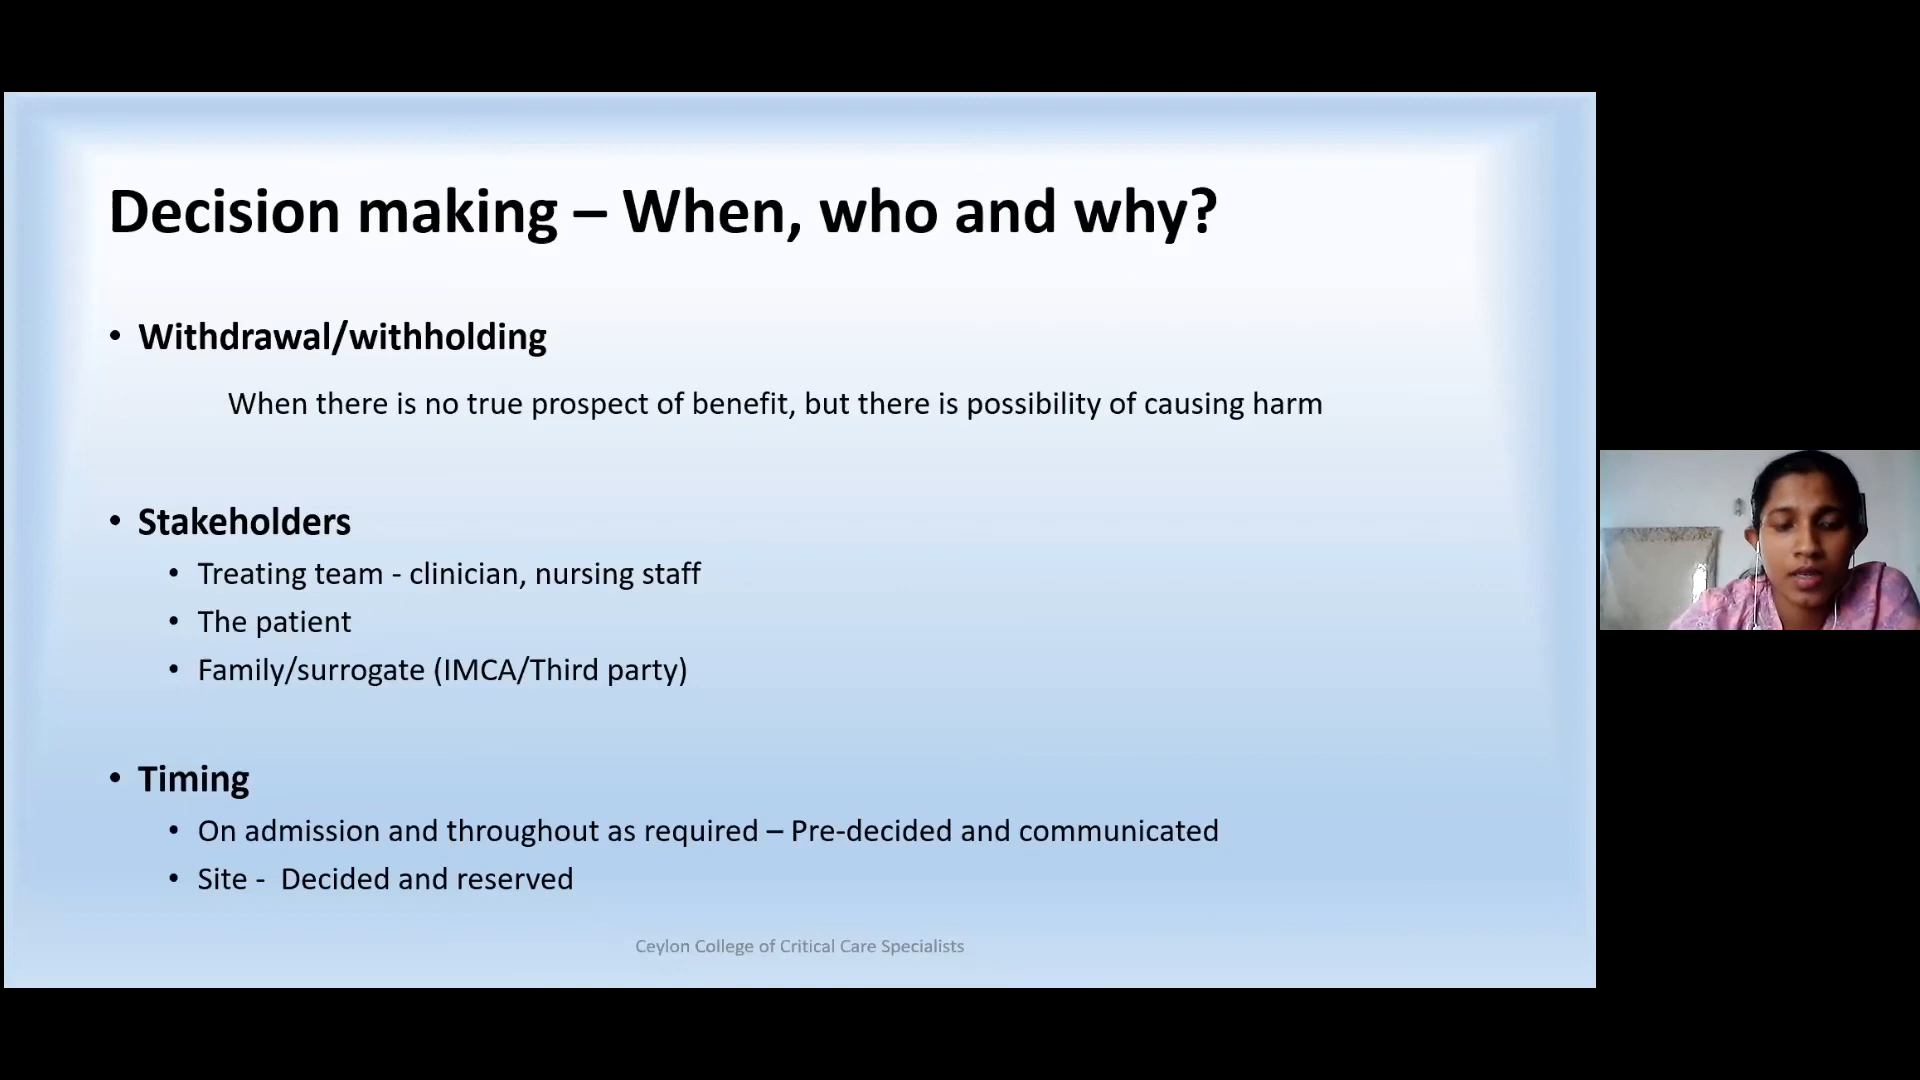 Decision making – When, who and why?
• Withdrawal/withholding
When there is no true prospect of benefit, but there is possibility of causing harm
• Stakeholders
• Treating team - clinician, nursing staff
• The patient
• Family/surrogate (IMCA/Third party)
• Timing
• On admission and throughout as required – Pre-decided and communicated
• Site -  Decided and reserved
Ceylon College of Critical Care Specialists